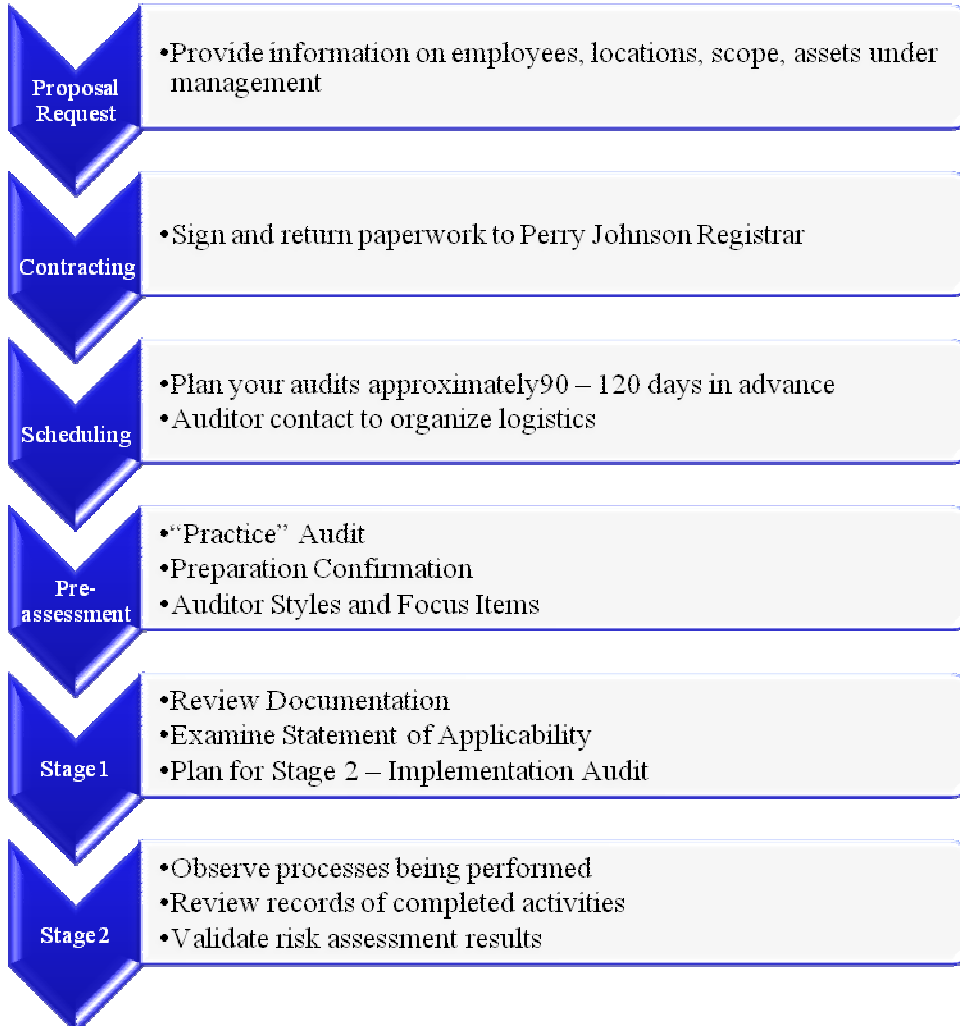 Proposal
Request
•Provide information on employees, locations, scope, assets under
management
Contracting
•Sign and return paperwork to Perry Johnson Registrar
Scheduling
•Plan your audits approximately90 – 120 days in advance
•Auditor contact to organize logistics
Pre-
assessment
•“Practice” Audit
•Preparation Confirmation
•Auditor Styles and Focus Items
Stage 1
•Review Documentation
•Examine Statement of Applicability
•Plan for Stage 2 – Implementation Audit
Stage 2
•Observe processes being performed
•Review records of completed activities
•Validate risk assessment results